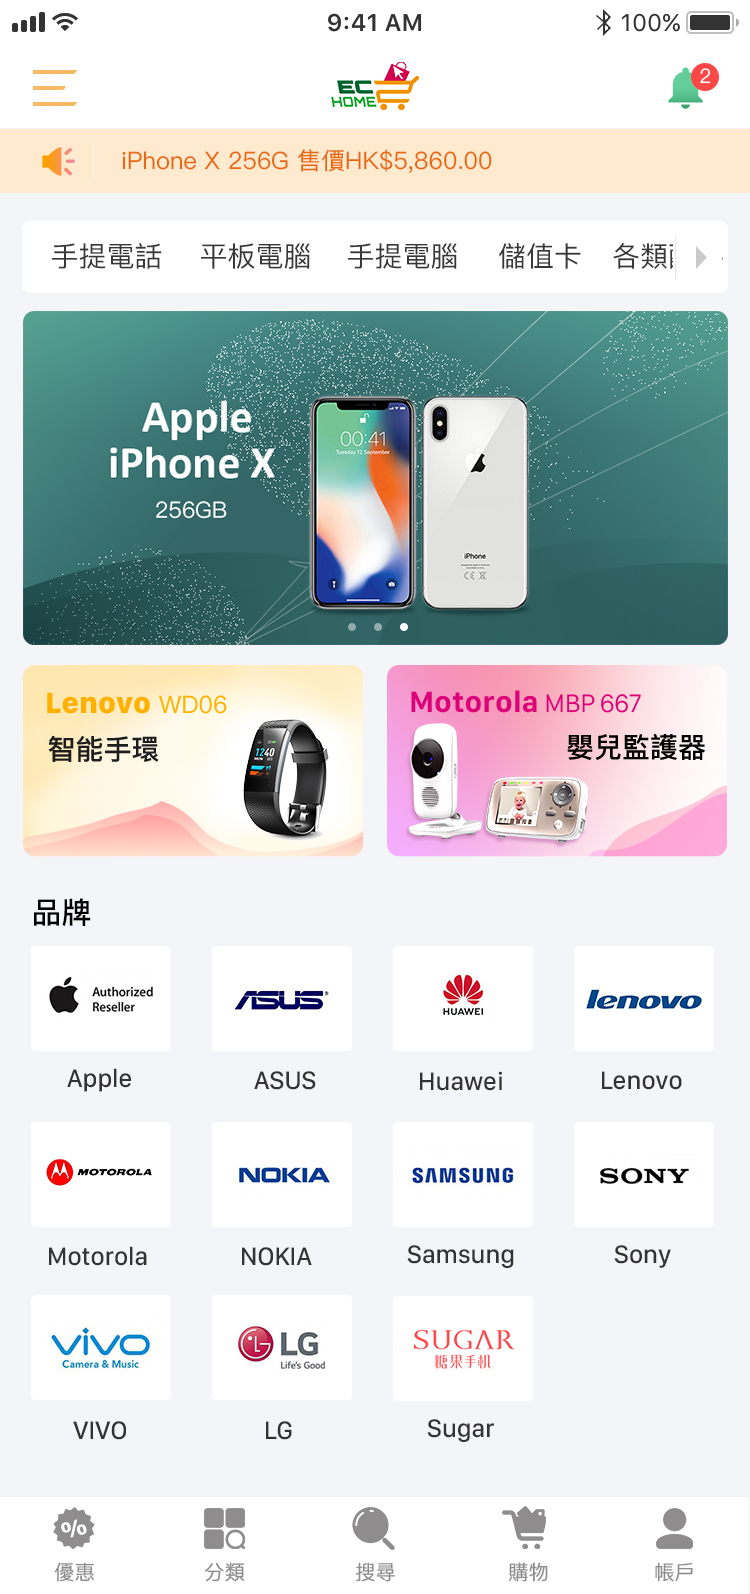 9:41 AM
100%
EC
HOME
2
iPhone X 256G 售價HK$5,860.00
手提電話 平板電腦 手提電腦 儲值卡 各類
Apple
iPhone X
256GB
00:41
Tuesday 12 September
iPhone
Lenovo WD06
智能手環
12:40
Motorola MBP 667
嬰兒監護器
品牌
Authorized
Reseller
ASUS
HUAWEI
lenovo
Apple
ASUS
Huawei
Lenovo
MOTOROLA
NOKIA
SAMSUNG
SONY
Motorola
NOKIA
Samsung
Sony
vivo
Camera & Music
LG
Life's Good
SUGAR
糖果手机
VIVO
LG
Sugar
%
優惠
分類
搜尋
購物
帳戶